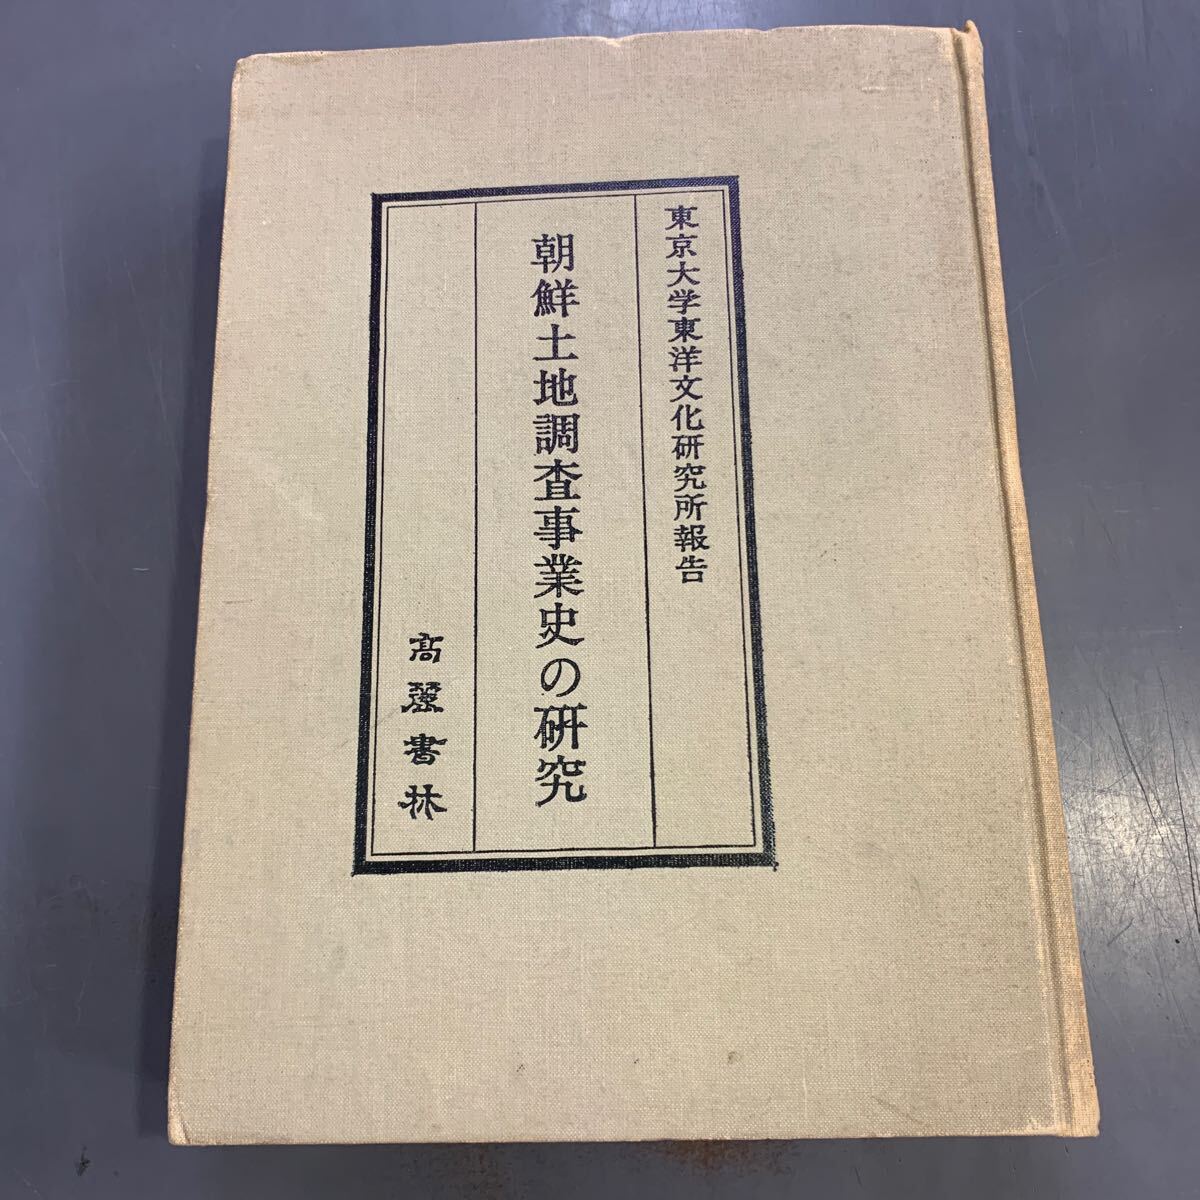 東京大学東洋文化研究所報告
朝鮮土地調査事業史の研究
高麗書林